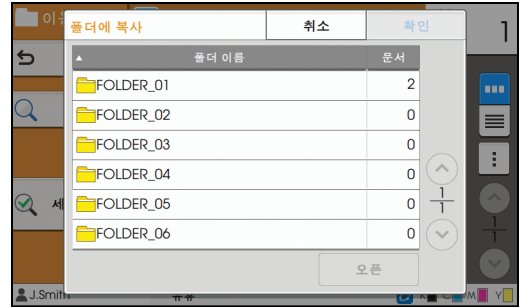 폴더에 복사 취소 확인 1
폴더 이름 문서
FOLDER_01 2
FOLDER_02 0
FOLDER_03 0
FOLDER_04 0
FOLDER_05 0
FOLDER_06 0
1
1
1
1
오픈
J.Smith K C M Y